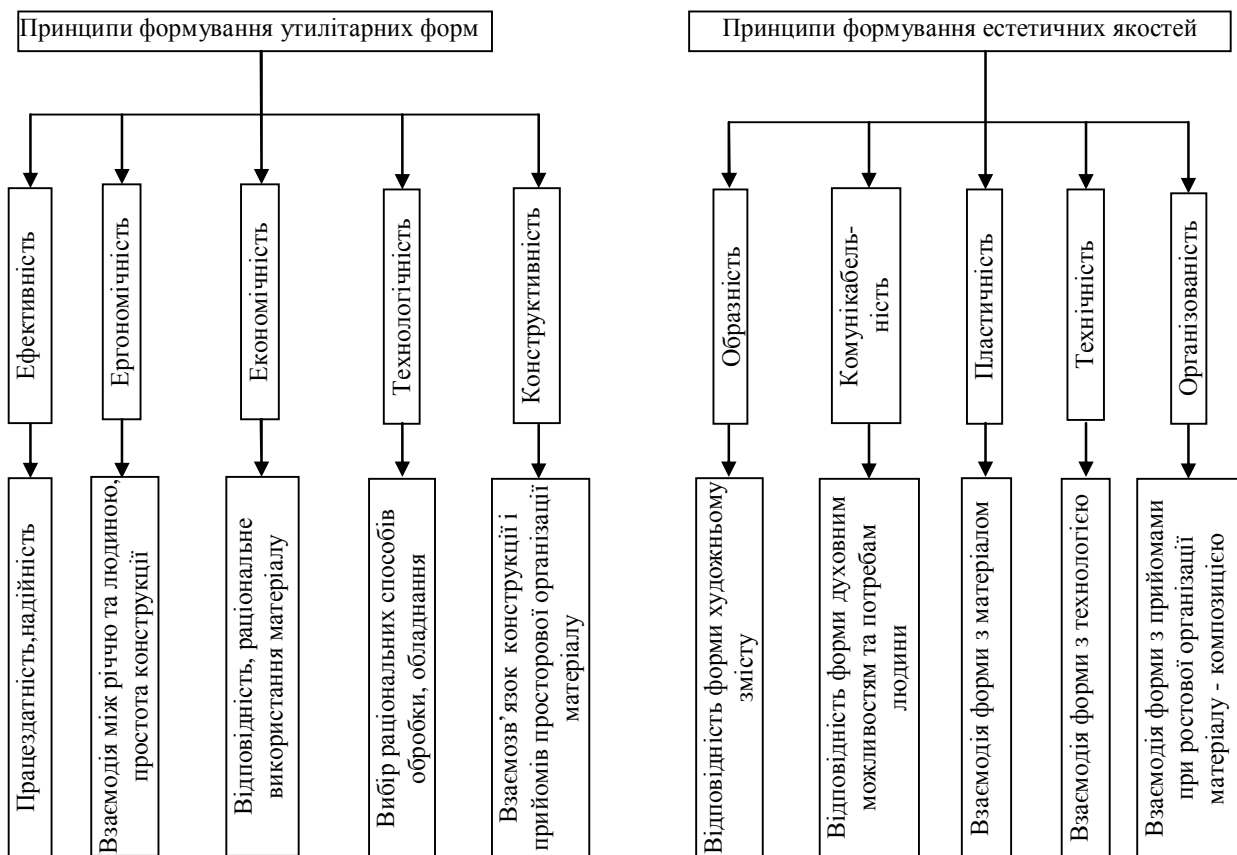 Принципи формування утилітарних форм
Принципи формування естетичних якостей
Ефективність
Ергономічність
Економічність
Технологічність
Конструктивність
Образність
Комунікабель-
ність
Пластичність
Технічність
Організованість
Працездатність,надійність
Взаємодія між річчю та людиною,
простота конструкції
Відповідність, раціональне
використання матеріалу
Вибір раціональних способів
обробки, обладнання
Взаємозв’язок конструкції і
прийомів просторової організації
матеріалу
Відповідність форми художньому
змісту
Відповідність форми духовним
можливостям та потребам
людини
Взаємодія форми з матеріалом
Взаємодія форми з технологією
Взаємодія форми з прийомами
при ростової організації
матеріалу - композицією